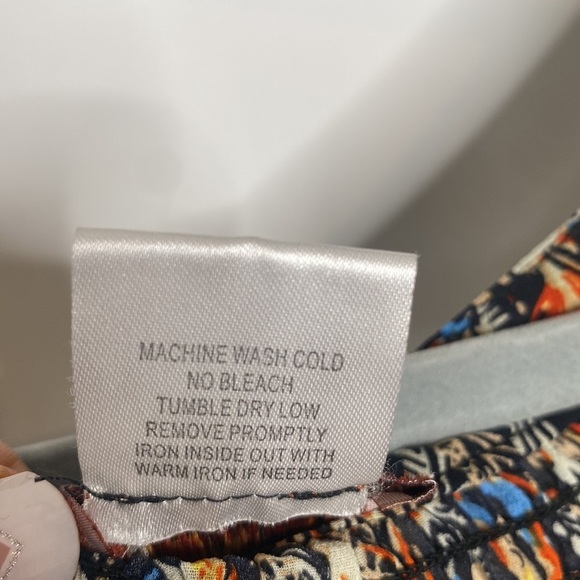 MACHINE WASH COLD
NO BLEACH
TUMBLE DRY LOW
REMOVE PROMPTLY
IRON INSIDE OUT WITH
WARM IRON IF NEEDED